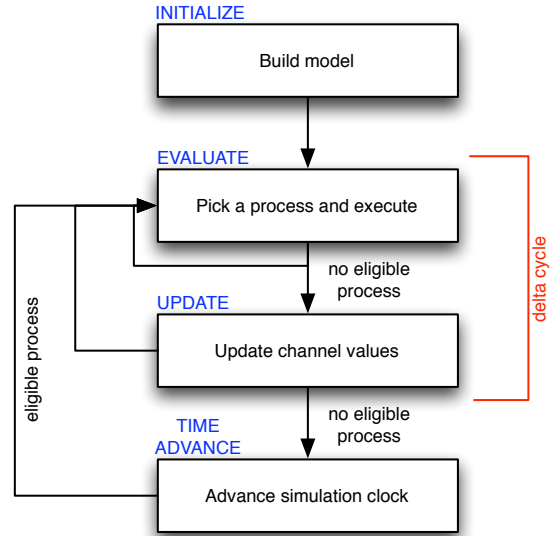 INITIALIZE
Build model
EVALUATE
Pick a process and execute
no eligible
process
UPDATE
Update channel values
no eligible
process
TIME
ADVANCE
Advance simulation clock
eligible process
delta cycle